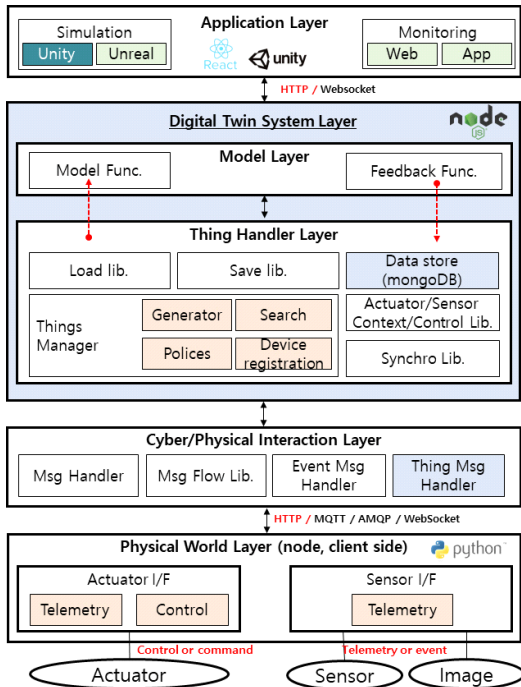 Application Layer
Simulation
Unity
Unreal
React
unity
Monitoring
Web
App
HTTP / Websocket
Digital Twin System Layer
node
JS
Model Layer
Model Func.
Feedback Func.
Thing Handler Layer
Load lib.
Save lib.
Data store
(mongoDB)
Things
Manager
Generator
Search
Polices
Device
registration
Actuator/Sensor
Context/Control Lib.
Synchro Lib.
Cyber/Physical Interaction Layer
Msg Handler
Msg Flow Lib.
Event Msg
Handler
Thing Msg
Handler
HTTP / MQTT / AMQP / WebSocket
Physical World Layer (node, client side)
python
Actuator I/F
Telemetry
Control
Sensor I/F
Telemetry
Control or command
Telemetry or event
Actuator
Sensor
Image